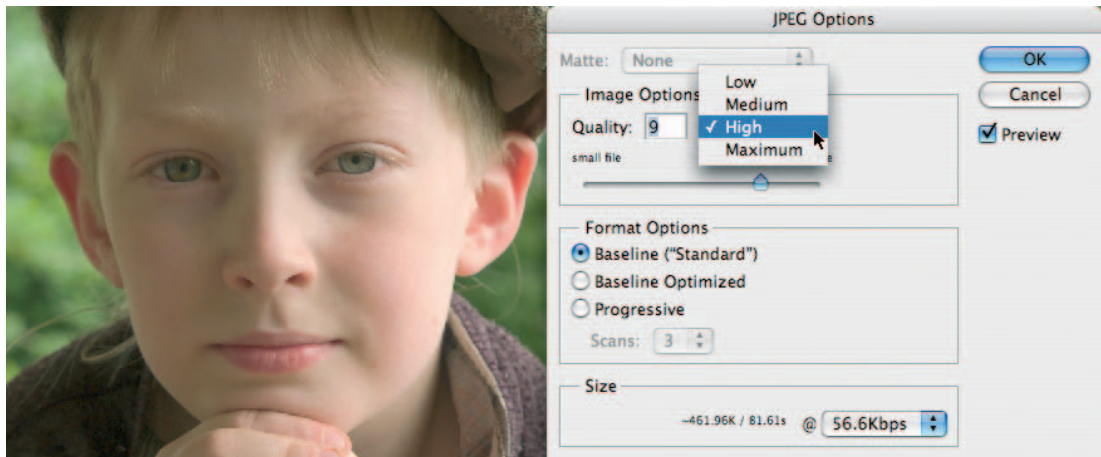 JPEG Options
Matte: None
OK
Low
Medium
✓ High
Maximum
Image Options
Cancel
Quality: 9
Preview
small file
Format Options
Baseline (“Standard”)
Baseline Optimized
Progressive
Scans: 3
Size
~461.96K / 81.61s @ 56.6Kbps